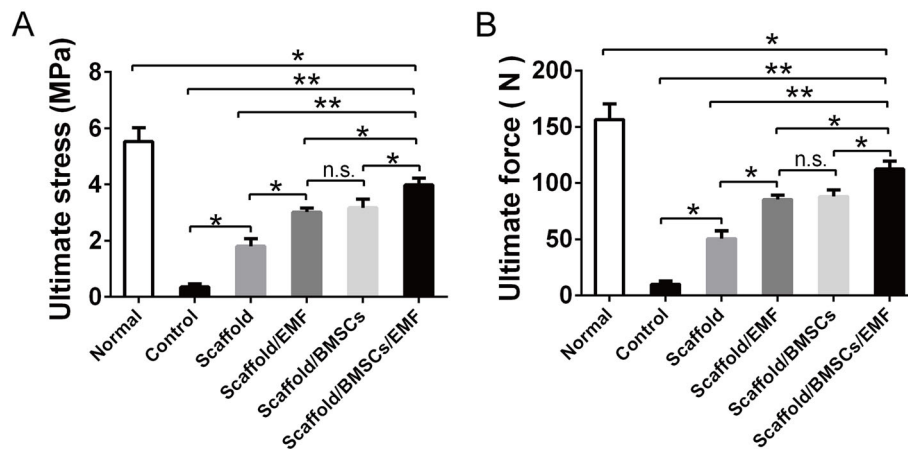 A
Ultimate stress (MPa)
8
6
4
2
0
*
**
**
*
n.s.
*
*
*
Normal
Control
Scaffold
Scaffold/EMF
Scaffold/BMSCs
Scaffold/BMSCs/EMF
B
Ultimate force ( N )
200
150
100
50
0
*
**
**
*
n.s.
*
*
*
Normal
Control
Scaffold
Scaffold/EMF
Scaffold/BMSCs
Scaffold/BMSCs/EMF